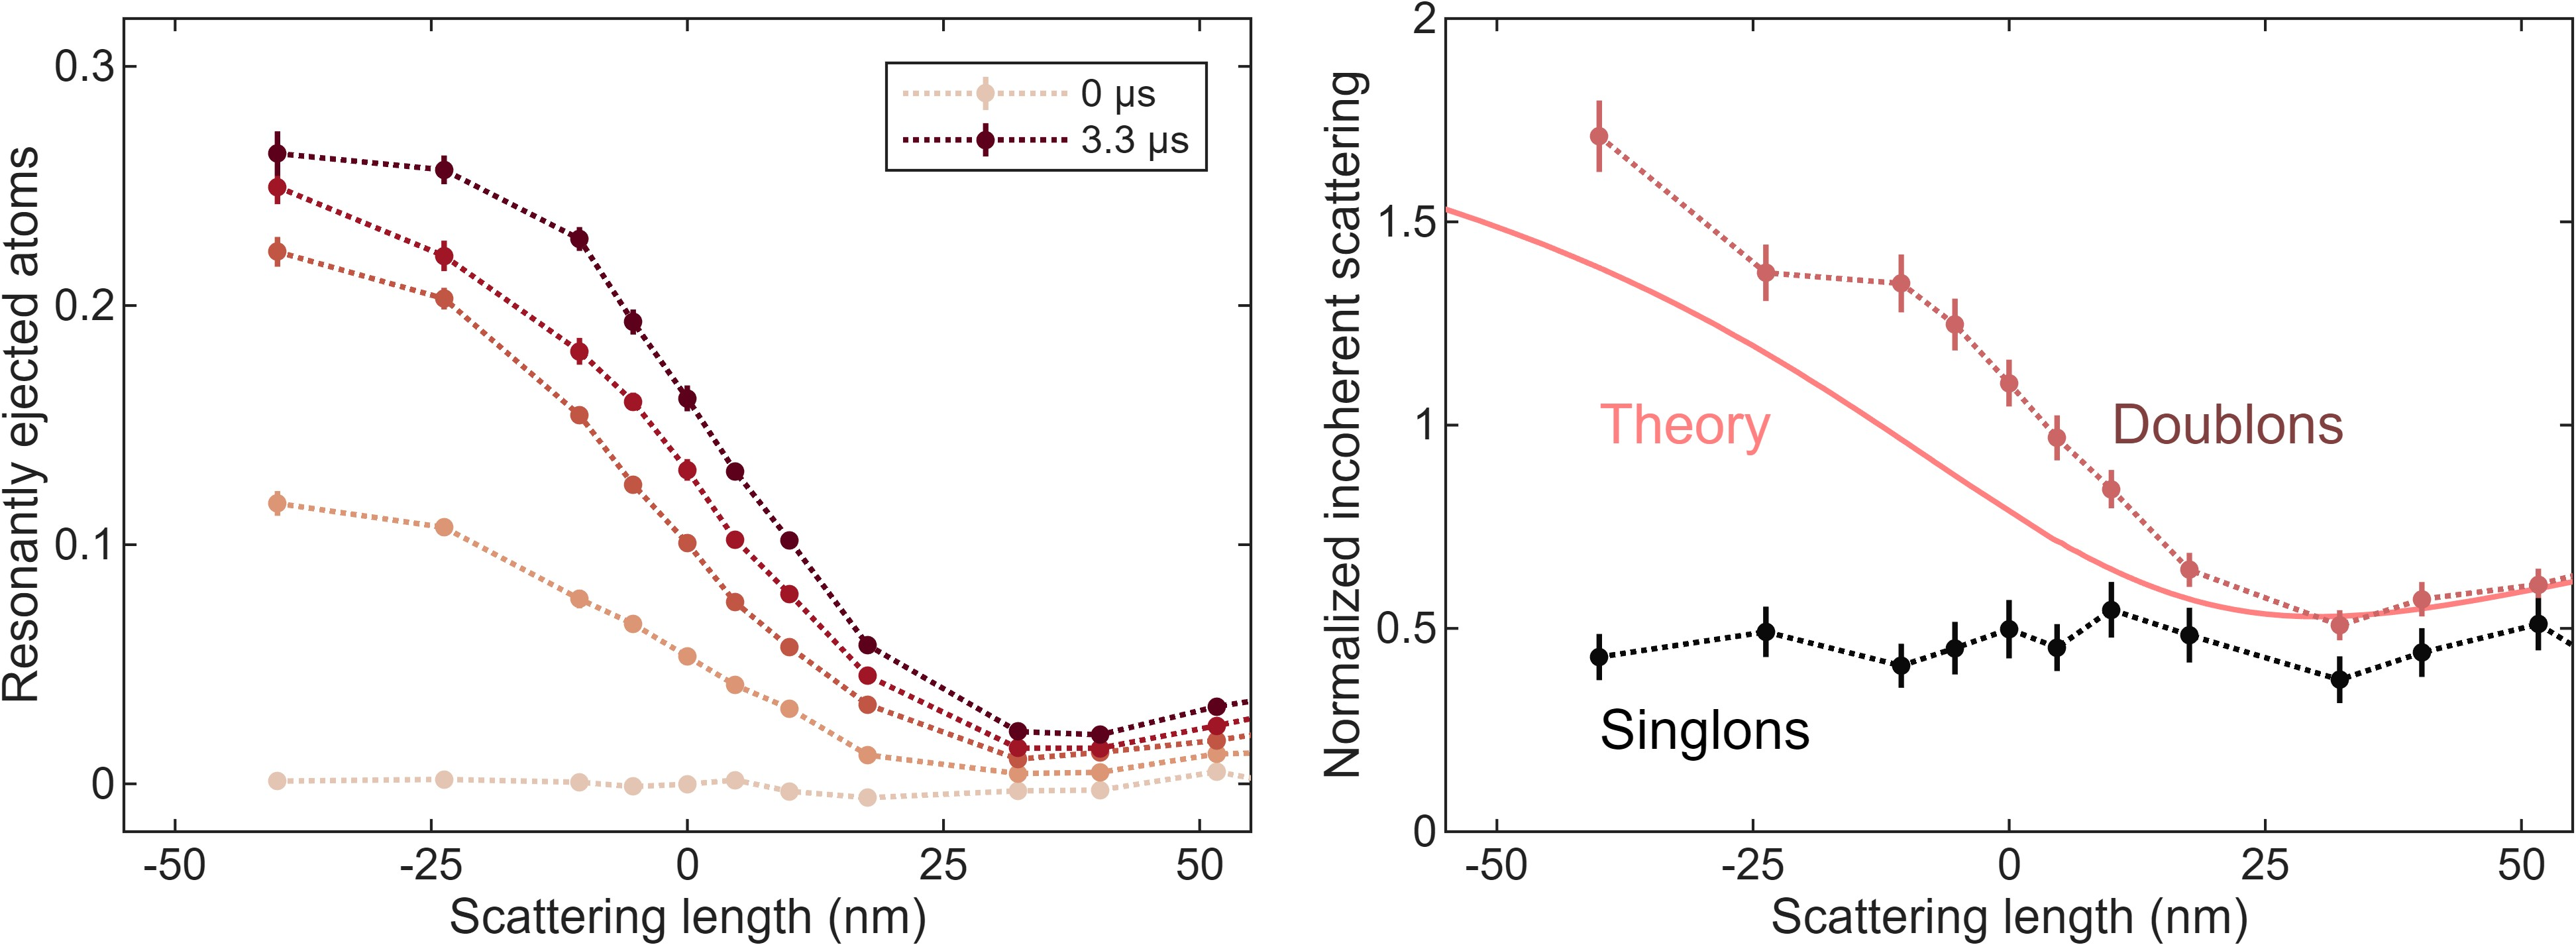 Resonantly ejected atoms
0.3
0.2
0.1
0
0 µs
3.3 µs
-50
-25
0
25
50
Scattering length (nm)
Normalized incoherent scattering
2
1.5
1
0.5
0
Theory
Doublons
Singlons
-50
-25
0
25
50
Scattering length (nm)